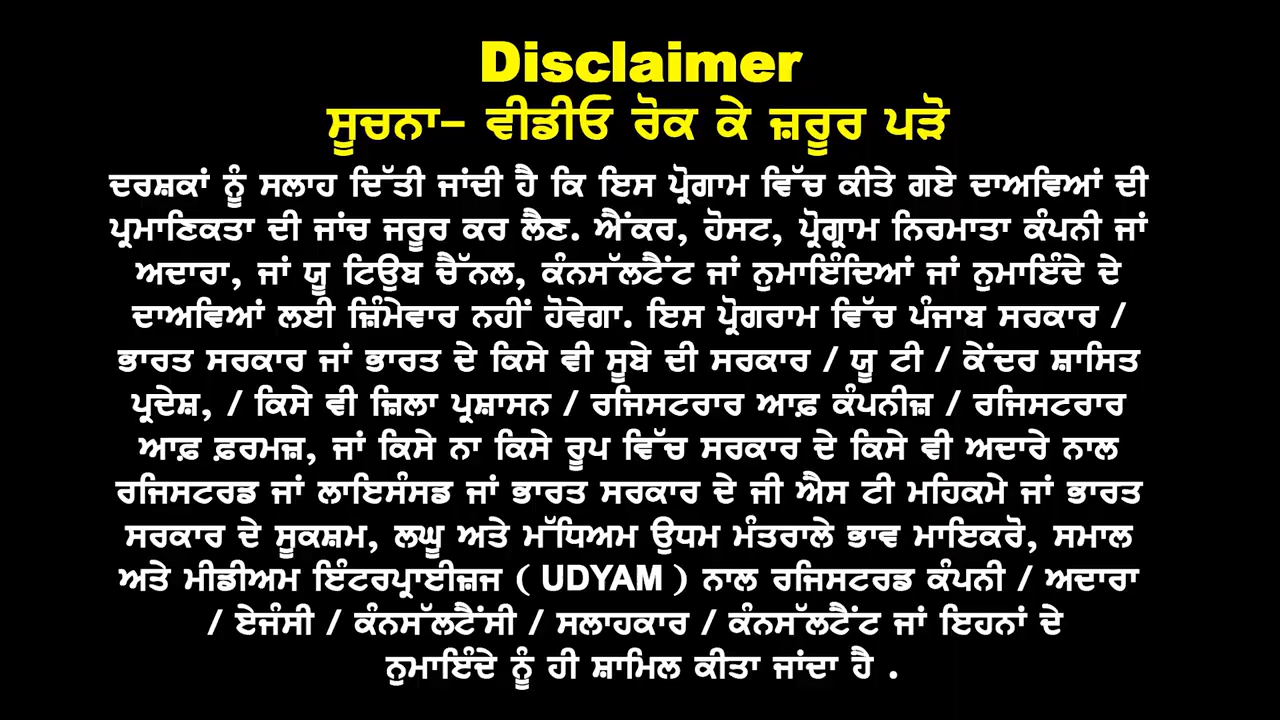 Disclaimer
ਸੂਚਨਾ- ਵੀਡੀਓ ਰੋਕ ਕੇ ਜ਼ਰੂਰ ਪੜੋ
ਦਰਸ਼ਕਾਂ ਨੂੰ ਸਲਾਹ ਦਿੱਤੀ ਜਾਂਦੀ ਹੈ ਕਿ ਇਸ ਪ੍ਰੋਗਾਮ ਵਿੱਚ ਕੀਤੇ ਗਏ ਦਾਅਵਿਆਂ ਦੀ
ਪ੍ਰਮਾਣਿਕਤਾ ਦੀ ਜਾਂਚ ਜਰੂਰ ਕਰ ਲੈਣ. ਐਂਕਰ, ਹੋਸਟ, ਪ੍ਰੋਗ੍ਰਾਮ ਨਿਰਮਾਤਾ ਕੰਪਨੀ ਜਾਂ
ਅਦਾਰਾ, ਜਾਂ ਯੂ ਟਿਊਬ ਚੈੱਨਲ, ਕੰਨਸੱਲਟੈਂਟ ਜਾਂ ਨੁਮਾਇੰਦਿਆਂ ਜਾਂ ਨੁਮਾਇੰਦੇ ਦੇ
ਦਾਅਵਿਆਂ ਲਈ ਜ਼ਿੰਮੇਵਾਰ ਨਹੀਂ ਹੋਵੇਗਾ. ਇਸ ਪ੍ਰੋਗਰਾਮ ਵਿੱਚ ਪੰਜਾਬ ਸਰਕਾਰ /
ਭਾਰਤ ਸਰਕਾਰ ਜਾਂ ਭਾਰਤ ਦੇ ਕਿਸੇ ਵੀ ਸੂਬੇ ਦੀ ਸਰਕਾਰ / ਯੂ ਟੀ / ਕੇਂਦਰ ਸ਼ਾਸਿਤ
ਪ੍ਰਦੇਸ਼, / ਕਿਸੇ ਵੀ ਜ਼ਿਲਾ ਪ੍ਰਸ਼ਾਸਨ / ਰਜਿਸਟਰਾਰ ਆਫ਼ ਕੰਪਨੀਜ਼ / ਰਜਿਸਟਰਾਰ
ਆਫ਼ ਫ਼ਰਮਜ਼, ਜਾਂ ਕਿਸੇ ਨਾ ਕਿਸੇ ਰੂਪ ਵਿੱਚ ਸਰਕਾਰ ਦੇ ਕਿਸੇ ਵੀ ਅਦਾਰੇ ਨਾਲ
ਰਜਿਸਟਰਡ ਜਾਂ ਲਾਇਸੰਸਡ ਜਾਂ ਭਾਰਤ ਸਰਕਾਰ ਦੇ ਜੀ ਐਸ ਟੀ ਮਹਿਕਮੇ ਜਾਂ ਭਾਰਤ
ਸਰਕਾਰ ਦੇ ਸੂਕਸ਼ਮ, ਲਘੂ ਅਤੇ ਮੱਧਿਅਮ ਉਧਮ ਮੰਤਰਾਲੇ ਭਾਵ ਮਾਇਕਰੋ, ਸਮਾਲ
ਅਤੇ ਮੀਡੀਅਮ ਇੰਟਰਪ੍ਰਾਈਜ਼ਜ ( UDYAM ) ਨਾਲ ਰਜਿਸਟਰਡ ਕੰਪਨੀ / ਅਦਾਰਾ
/ ਏਜੰਸੀ / ਕੰਨਸੱਲਟੈਂਸੀ / ਸਲਾਹਕਾਰ / ਕੰਨਸੱਲਟੈਂਟ ਜਾਂ ਇਹਨਾਂ ਦੇ
ਨੁਮਾਇੰਦੇ ਨੂੰ ਹੀ ਸ਼ਾਮਿਲ ਕੀਤਾ ਜਾਂਦਾ ਹੈ .